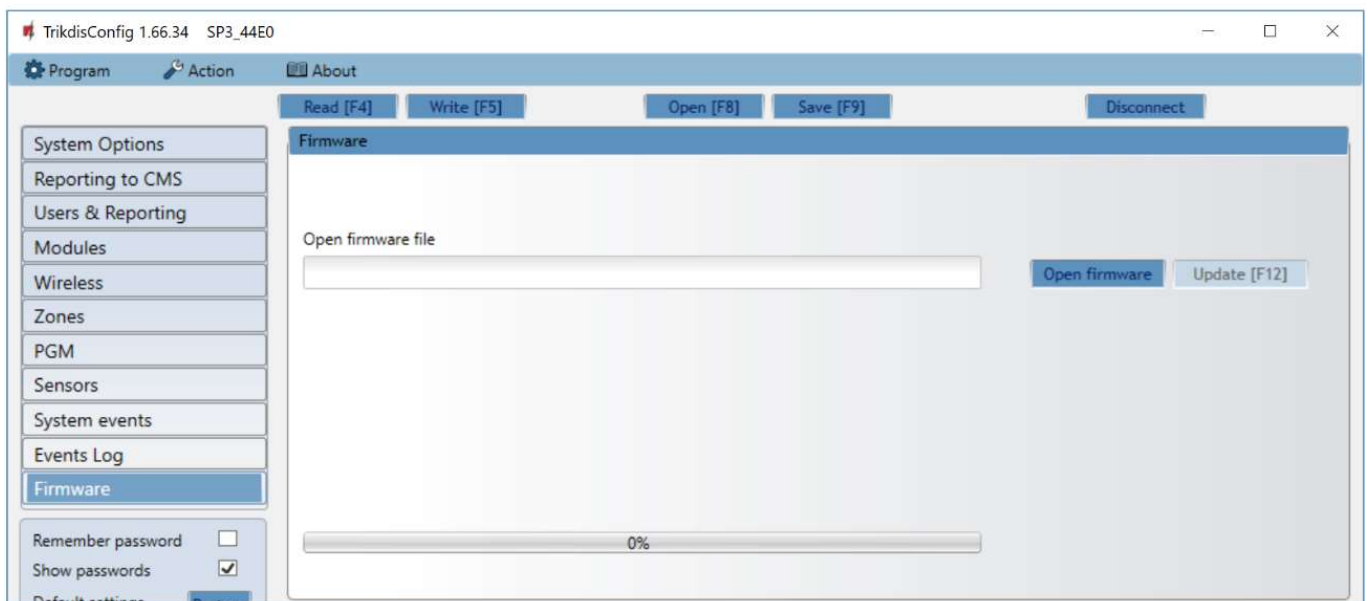 TrikdisConfig 1.66.34 SP3_44E0
Program Action About
Read [F4] Write [F5] Open [F8] Save [F9] Disconnect
System Options
Reporting to CMS
Users & Reporting
Modules
Wireless
Zones
PGM
Sensors
System events
Events Log
Firmware
Remember password
Show passwords
Default settings
Firmware
Open firmware file
Open firmware Update [F12]
0%